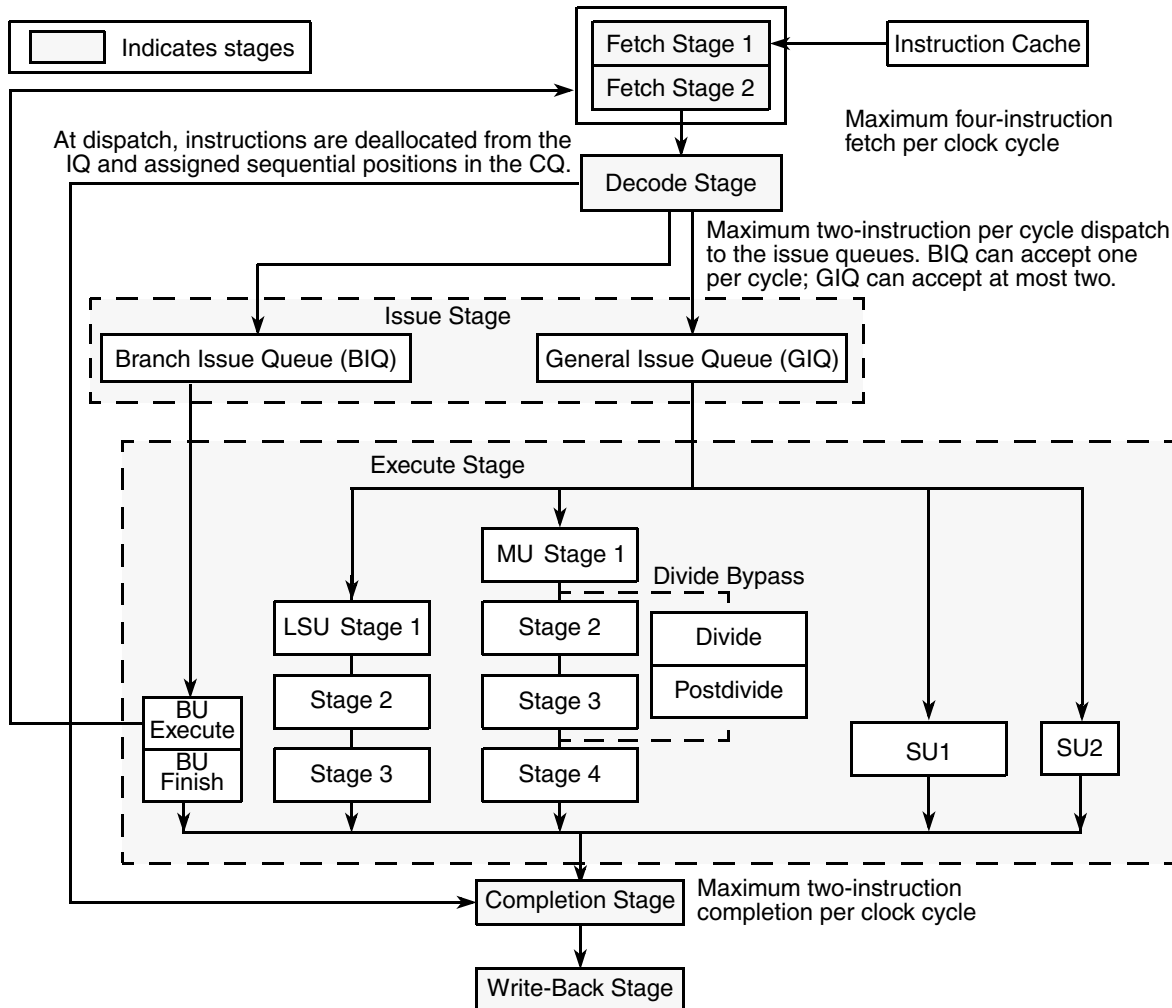 Indicates stages
Fetch Stage 1
Instruction Cache
Fetch Stage 2
Maximum four-instruction
fetch per clock cycle
At dispatch, instructions are deallocated from the
IQ and assigned sequential positions in the CQ.
Decode Stage
Maximum two-instruction per cycle dispatch
to the issue queues. BIQ can accept one
per cycle; GIQ can accept at most two.
Issue Stage
Branch Issue Queue (BIQ)
General Issue Queue (GIQ)
Execute Stage
MU Stage 1
Divide Bypass
LSU Stage 1
Stage 2
Divide
Stage 2
Stage 3
Postdivide
BU
Execute
BU
Finish
Stage 3
Stage 4
SU1
SU2
Completion Stage
Maximum two-instruction
completion per clock cycle
Write-Back Stage